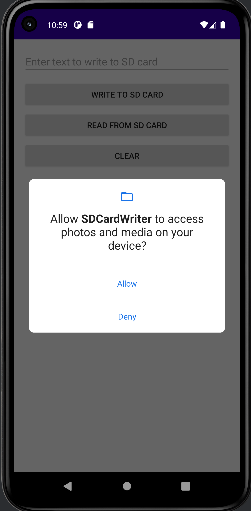 10:59
Enter text to write to SD card
WRITE TO SD CARD
READ FROM SD CARD
CLEAR
Allow SDCardWriter to access
photos and media on your
device?
Allow
Deny